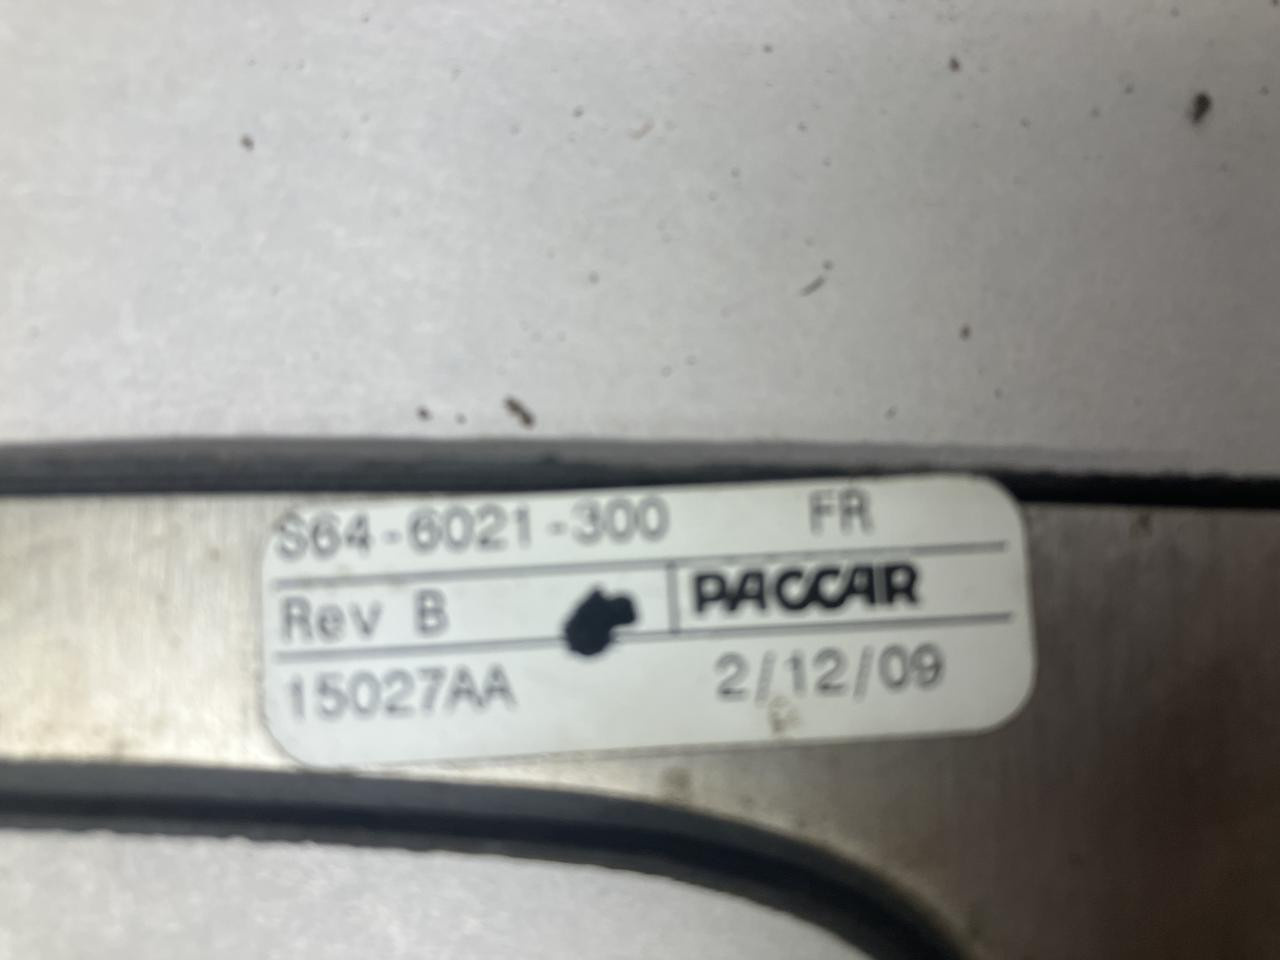 S64-6021-300 FR
Rev B PACCAR
15027AA 2/12/09